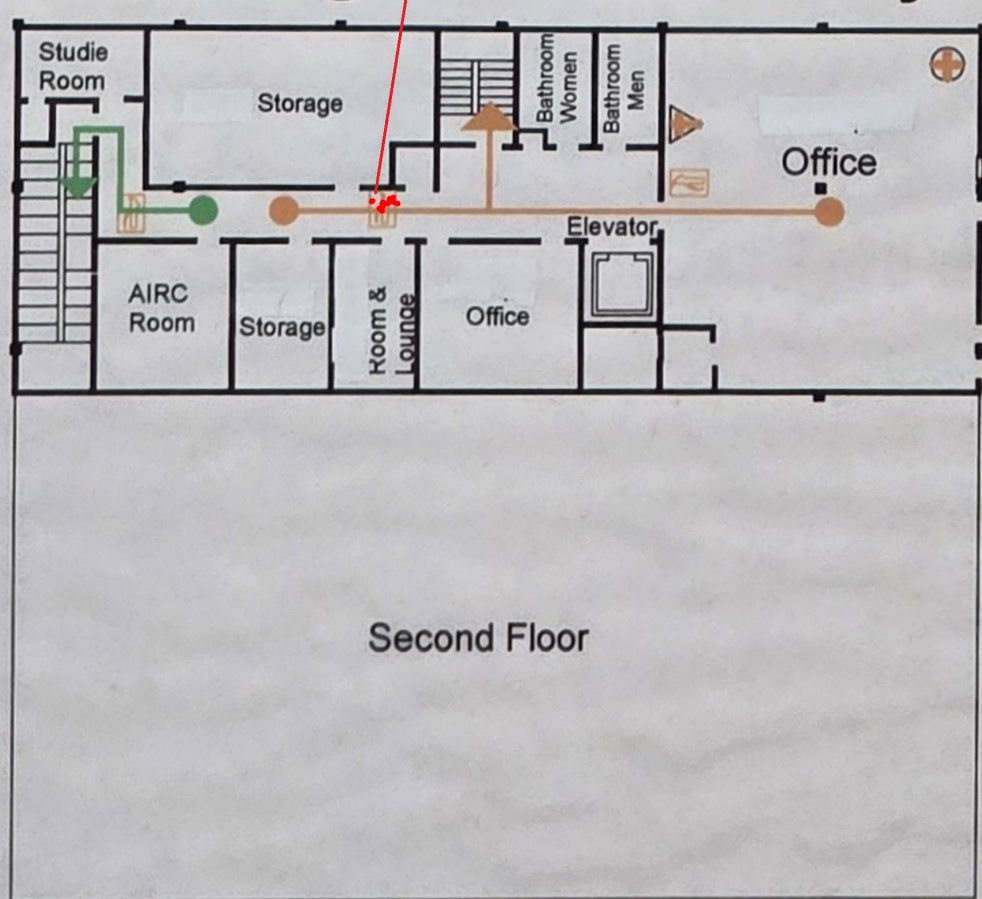 Studie
Room
Storage
Bathroom
Women
Bathroom
Men
Office
Elevator
AIRC
Room
Storage
Room &
Lounge
Office
Second Floor